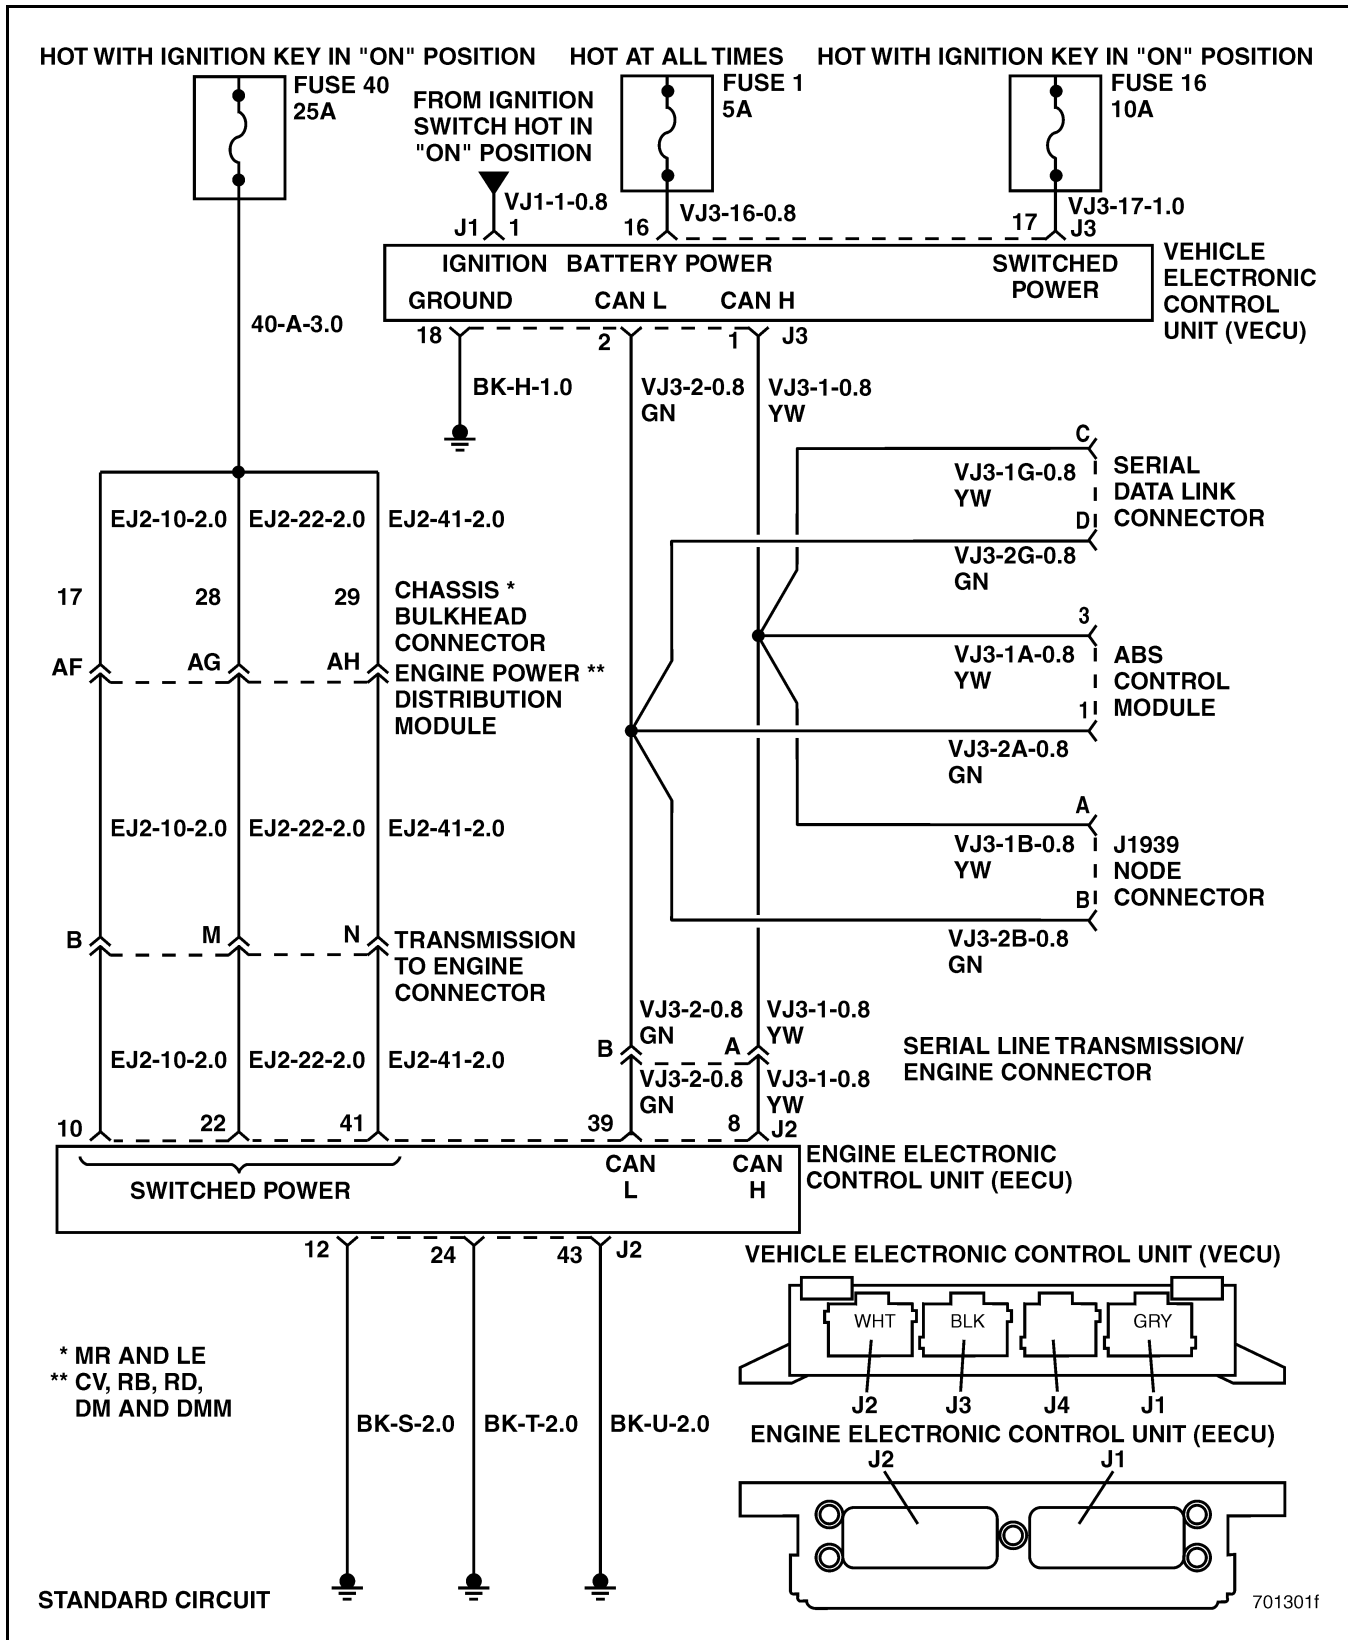 HOT WITH IGNITION KEY IN "ON" POSITION
FUSE 40
25A
HOT AT ALL TIMES
FUSE 1
5A
HOT WITH IGNITION KEY IN "ON" POSITION
FUSE 16
10A
FROM IGNITION
SWITCH HOT IN
"ON" POSITION
VJ1-1-0.8
J1 1
VJ3-16-0.8
16
VJ3-17-1.0
17 J3
IGNITION BATTERY POWER
SWITCHED
POWER
GROUND CAN L CAN H
VEHICLE
ELECTRONIC
CONTROL
UNIT (VECU)
18 2 1 J3
40-A-3.0
BK-H-1.0
VJ3-2-0.8
GN
VJ3-1-0.8
YW
C
VJ3-1G-0.8
YW
D
VJ3-2G-0.8
GN
SERIAL
DATA LINK
CONNECTOR
3
VJ3-1A-0.8
YW
1
VJ3-2A-0.8
GN
ABS
CONTROL
MODULE
A
VJ3-1B-0.8
YW
B
VJ3-2B-0.8
GN
J1939
NODE
CONNECTOR
EJ2-10-2.0 EJ2-22-2.0 EJ2-41-2.0
17 28 29
CHASSIS *
BULKHEAD
CONNECTOR
AF AG AH
ENGINE POWER **
DISTRIBUTION
MODULE
EJ2-10-2.0 EJ2-22-2.0 EJ2-41-2.0
B M N
TRANSMISSION
TO ENGINE
CONNECTOR
EJ2-10-2.0 EJ2-22-2.0 EJ2-41-2.0
VJ3-2-0.8
GN
VJ3-1-0.8
YW
B A
VJ3-2-0.8
GN
VJ3-1-0.8
YW
SERIAL LINE TRANSMISSION/
ENGINE CONNECTOR
10 22 41 39 8 J2
SWITCHED POWER
CAN
L
CAN
H
ENGINE ELECTRONIC
CONTROL UNIT (EECU)
12 24 43 J2
BK-S-2.0 BK-T-2.0 BK-U-2.0
* MR AND LE
** CV, RB, RD,
DM AND DMM
VEHICLE ELECTRONIC CONTROL UNIT (VECU)
WHT BLK GRY
J2 J3 J4 J1
ENGINE ELECTRONIC CONTROL UNIT (EECU)
J2 J1
STANDARD CIRCUIT
701301f